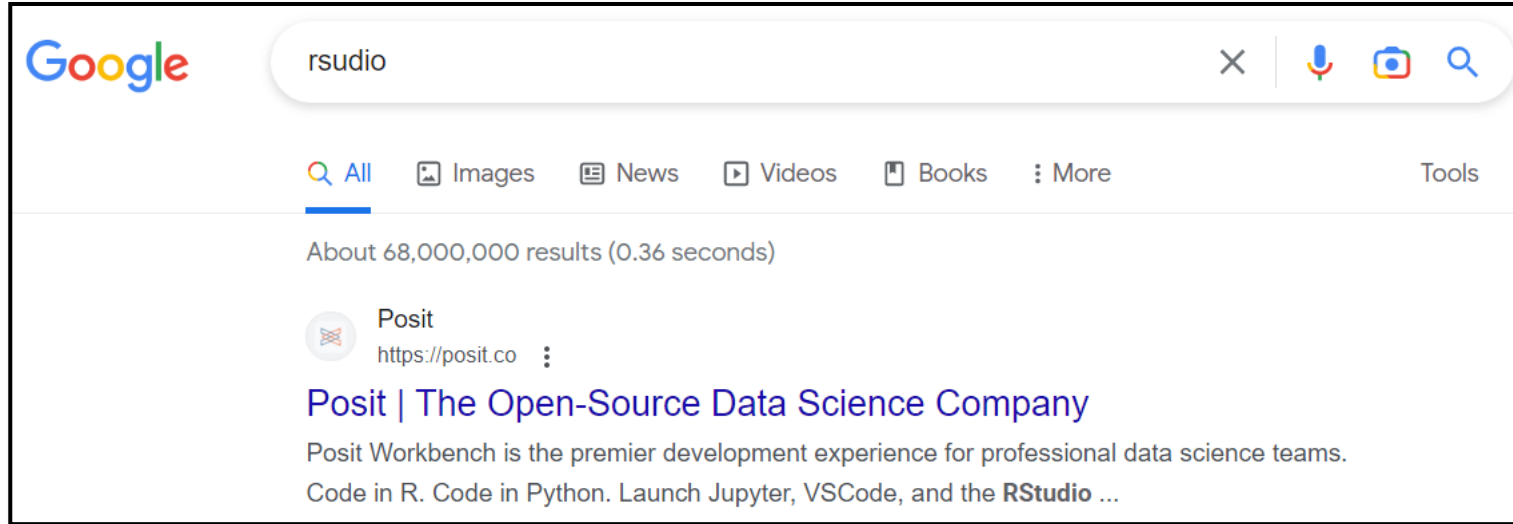 Google
rsudio
All Images News Videos Books More Tools
About 68,000,000 results (0.36 seconds)
Posit
https://posit.co
Posit | The Open-Source Data Science Company
Posit Workbench is the premier development experience for professional data science teams.
Code in R. Code in Python. Launch Jupyter, VSCode, and the RStudio ...